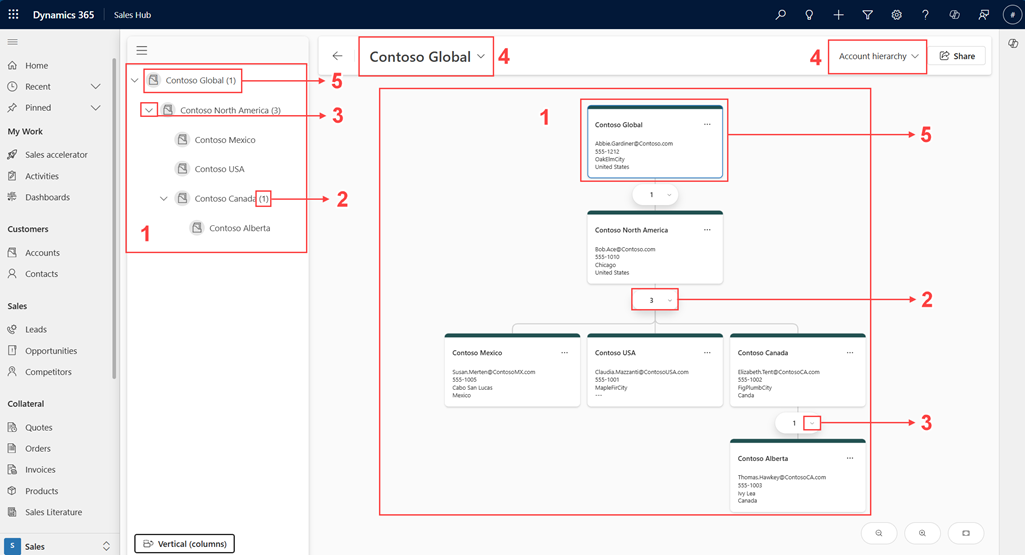 Dynamics 365
Sales Hub
#
Home
Recent
Pinned
My Work
Sales accelerator
Activities
Dashboards
Customers
Accounts
Contacts
Sales
Leads
Opportunities
Competitors
Collateral
Quotes
Orders
Invoices
Products
Sales Literature
S
Sales
Contoso Global (1)
5
Contoso North America (3)
3
Contoso Mexico
Contoso USA
Contoso Canada (1)
2
1
Contoso Alberta
Vertical (columns)
Contoso Global
4
4
Account hierarchy
Share
1
Contoso Global
···
Abbie.Gardiner@Contoso.com
555-1212
OakElmCity
United States
5
1
Contoso North America
···
Bob.Ace@Contoso.com
555-1010
Chicago
United States
3
2
Contoso Mexico
···
Susan.Merten@ContosoMX.com
555-1005
Cabo San Lucas
Mexico
Contoso USA
···
Claudia.Mazzanti@ContosoUSA.com
555-1001
MapleFirCity
---
Contoso Canada
···
Elizabeth.Tent@ContosoCA.com
555-1002
FigPlumbCity
Canda
1
3
Contoso Alberta
···
Thomas.Hawkey@ContosoCA.com
555-1003
Ivy Lea
Canada